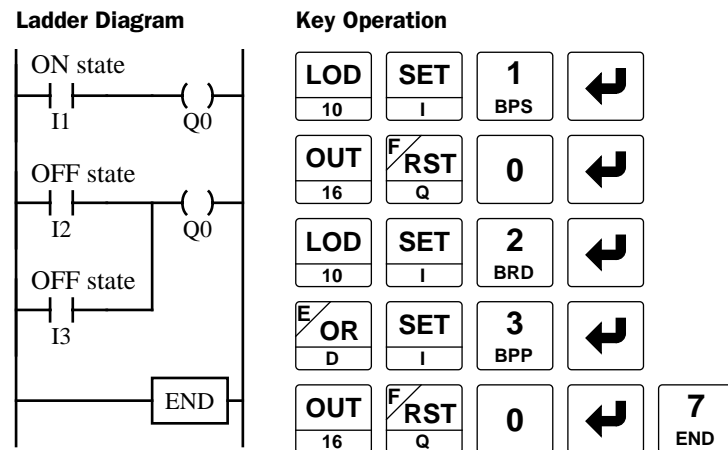 Ladder Diagram
Key Operation
ON state
I1
Q0
OFF state
I2
Q0
OFF state
I3
END
LOD
10
SET
I
1
BPS
OUT
16
F
RST
Q
0
LOD
10
SET
I
2
BRD
E
OR
D
SET
I
3
BPP
OUT
16
F
RST
Q
0
7
END